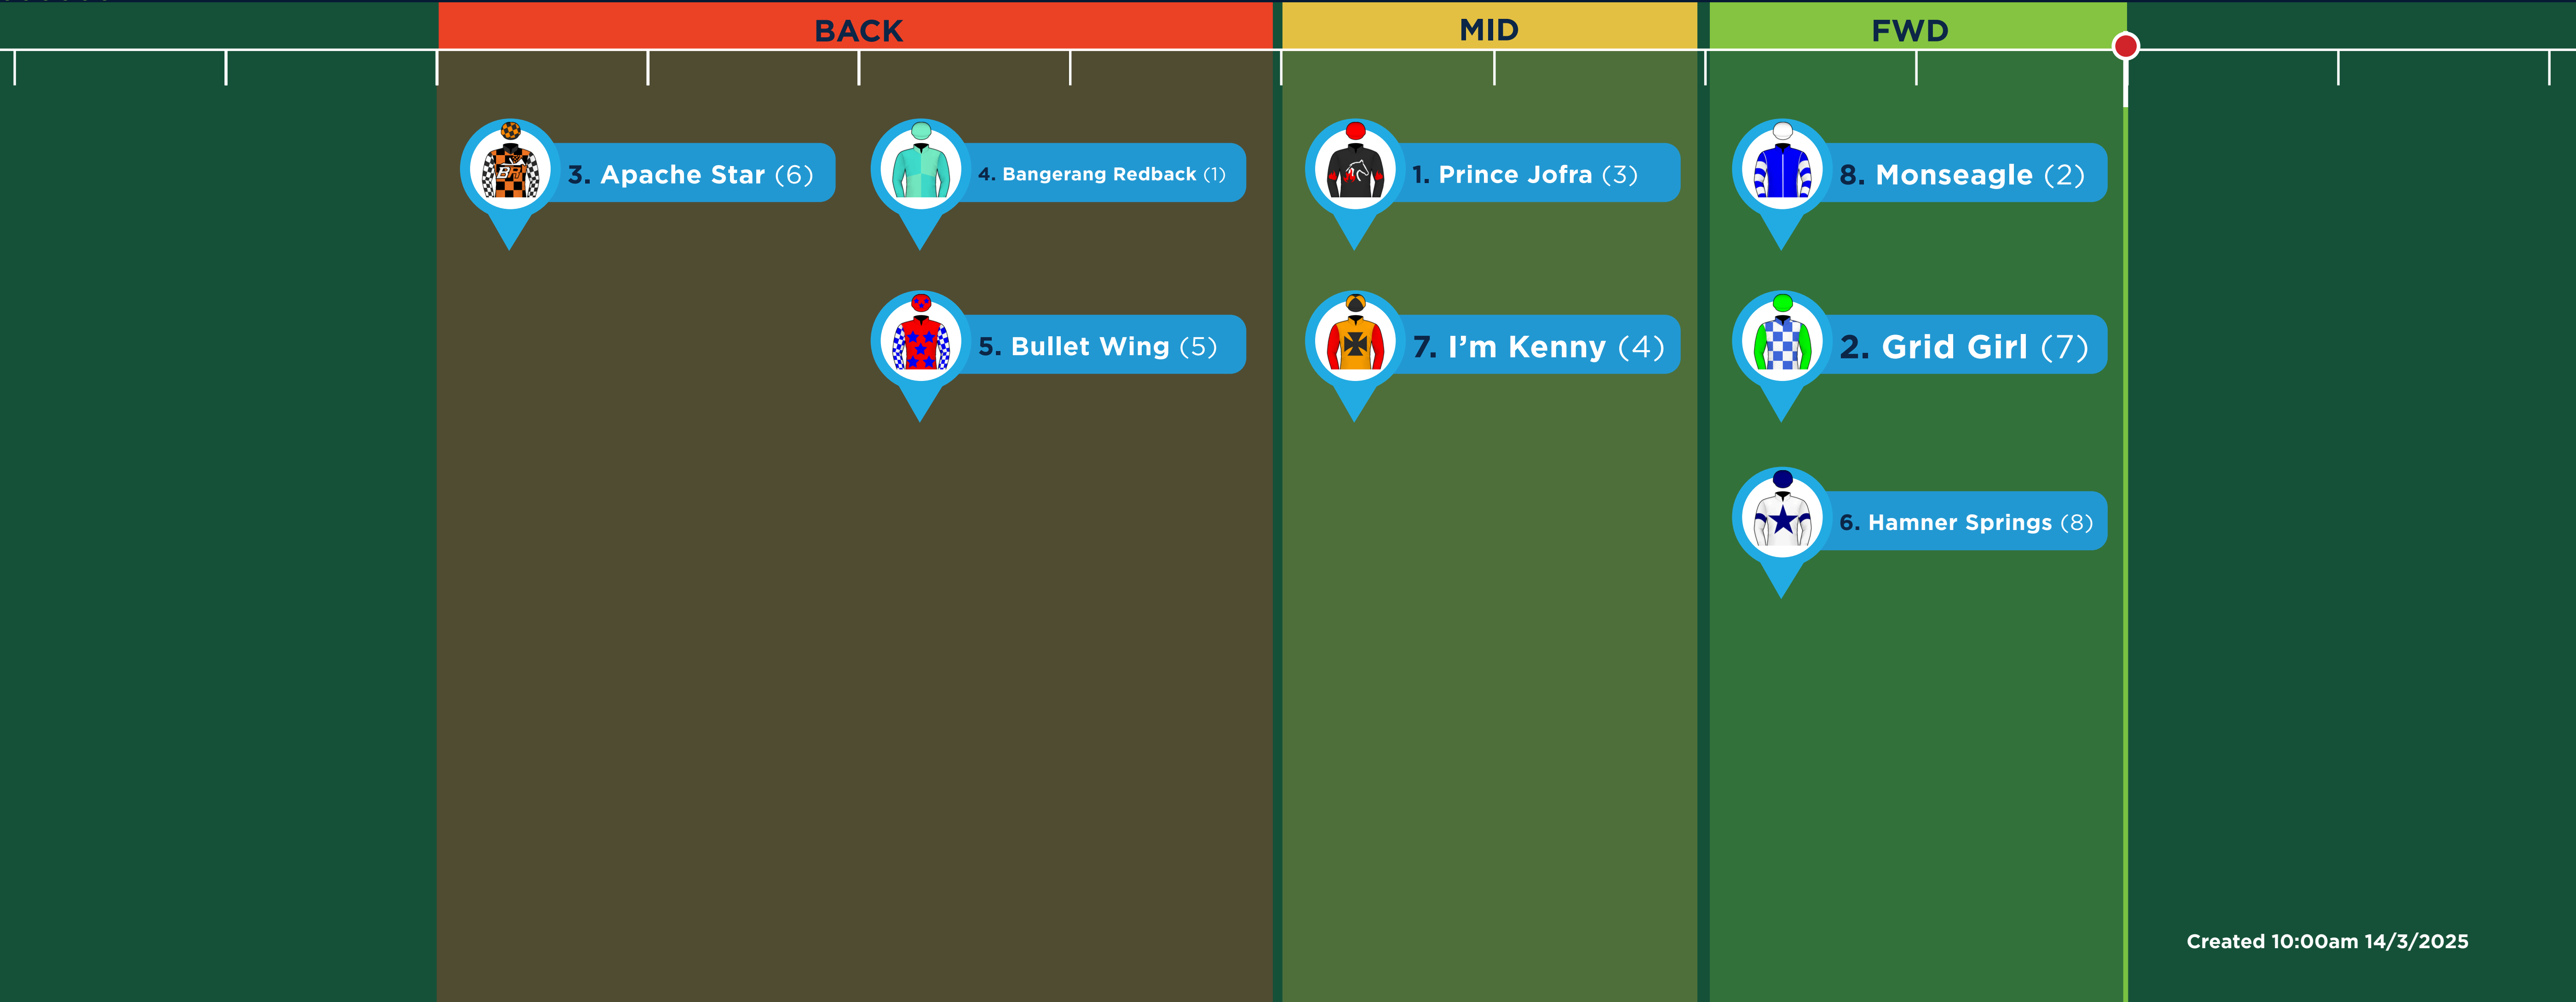 BACK MID FWD
3. Apache Star (6) 4. Bangerang Redback (1) 1. Prince Jofra (3) 8. Monseagle (2)
5. Bullet Wing (5) 7. I’m Kenny (4) 2. Grid Girl (7)
6. Hamner Springs (8)
Created 10:00am 14/3/2025